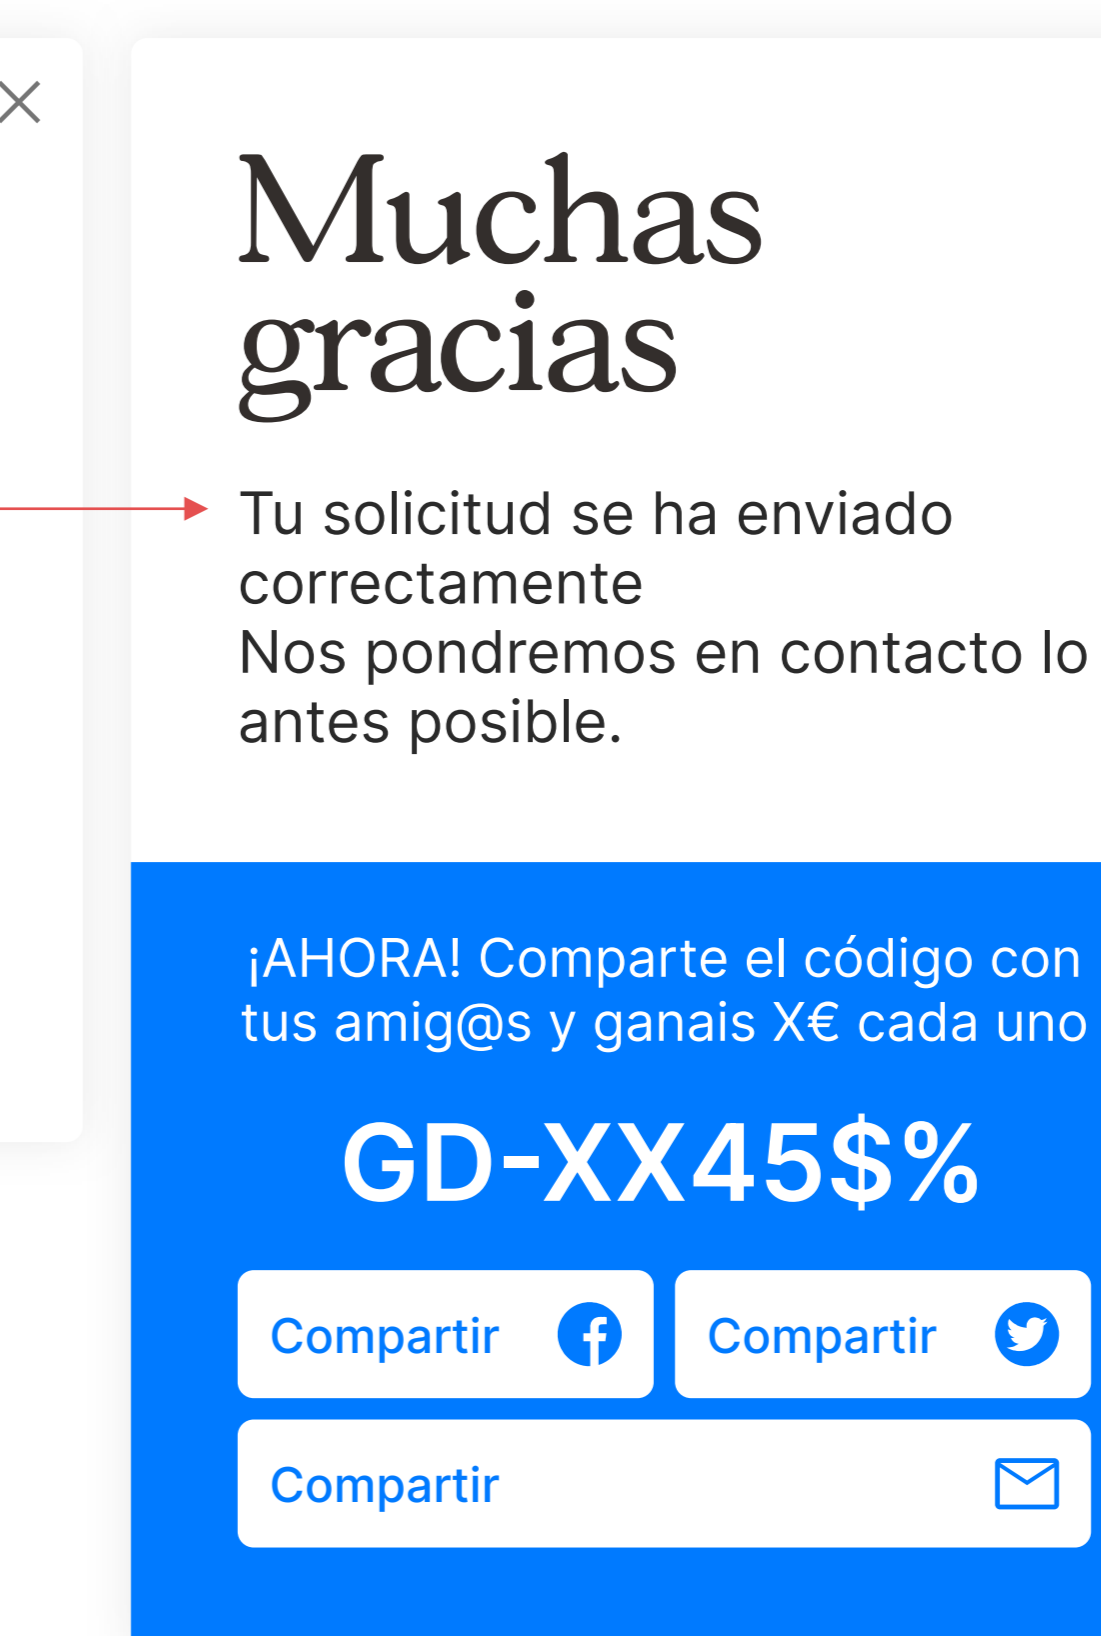 Muchas
gracias
Tu solicitud se ha enviado
correctamente
Nos pondremos en contacto lo
antes posible.
¡AHORA! Comparte el código con
tus amig@s y ganais X€ cada uno
GD-XX45$%
Compartir
Compartir
Compartir